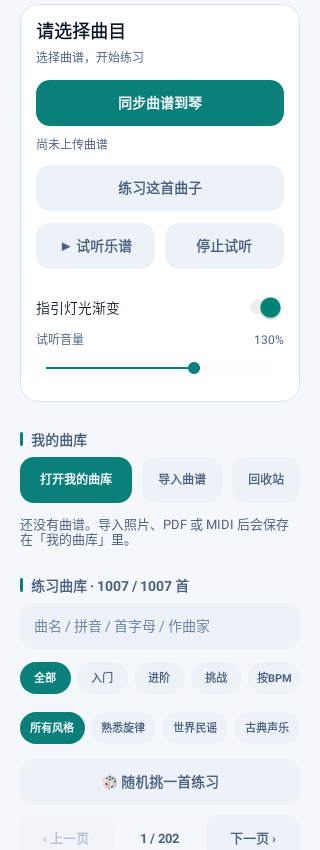 请选择曲目
选择曲谱，开始练习
同步曲谱到琴
尚未上传曲谱
练习这首曲子
▶ 试听乐谱
停止试听
指引灯光渐变
试听音量
130%
我的曲库
打开我的曲库
导入曲谱
回收站
还没有曲谱。导入照片、PDF 或 MIDI 后会保存
在「我的曲库」里。
练习曲库 · 1007 / 1007 首
曲名 / 拼音 / 首字母 / 作曲家
全部
入门
进阶
挑战
按BPM
所有风格
熟悉旋律
世界民谣
古典声乐
🎲 随机挑一首练习
‹ 上一页
1 / 202
下一页 ›